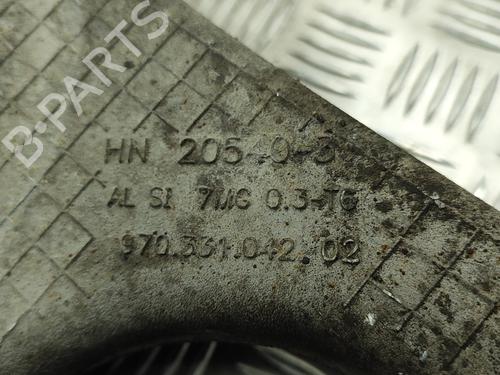 B-PARTS
HN 20540-3
AL SI 7MG 0.3-T6
970.331.042.02